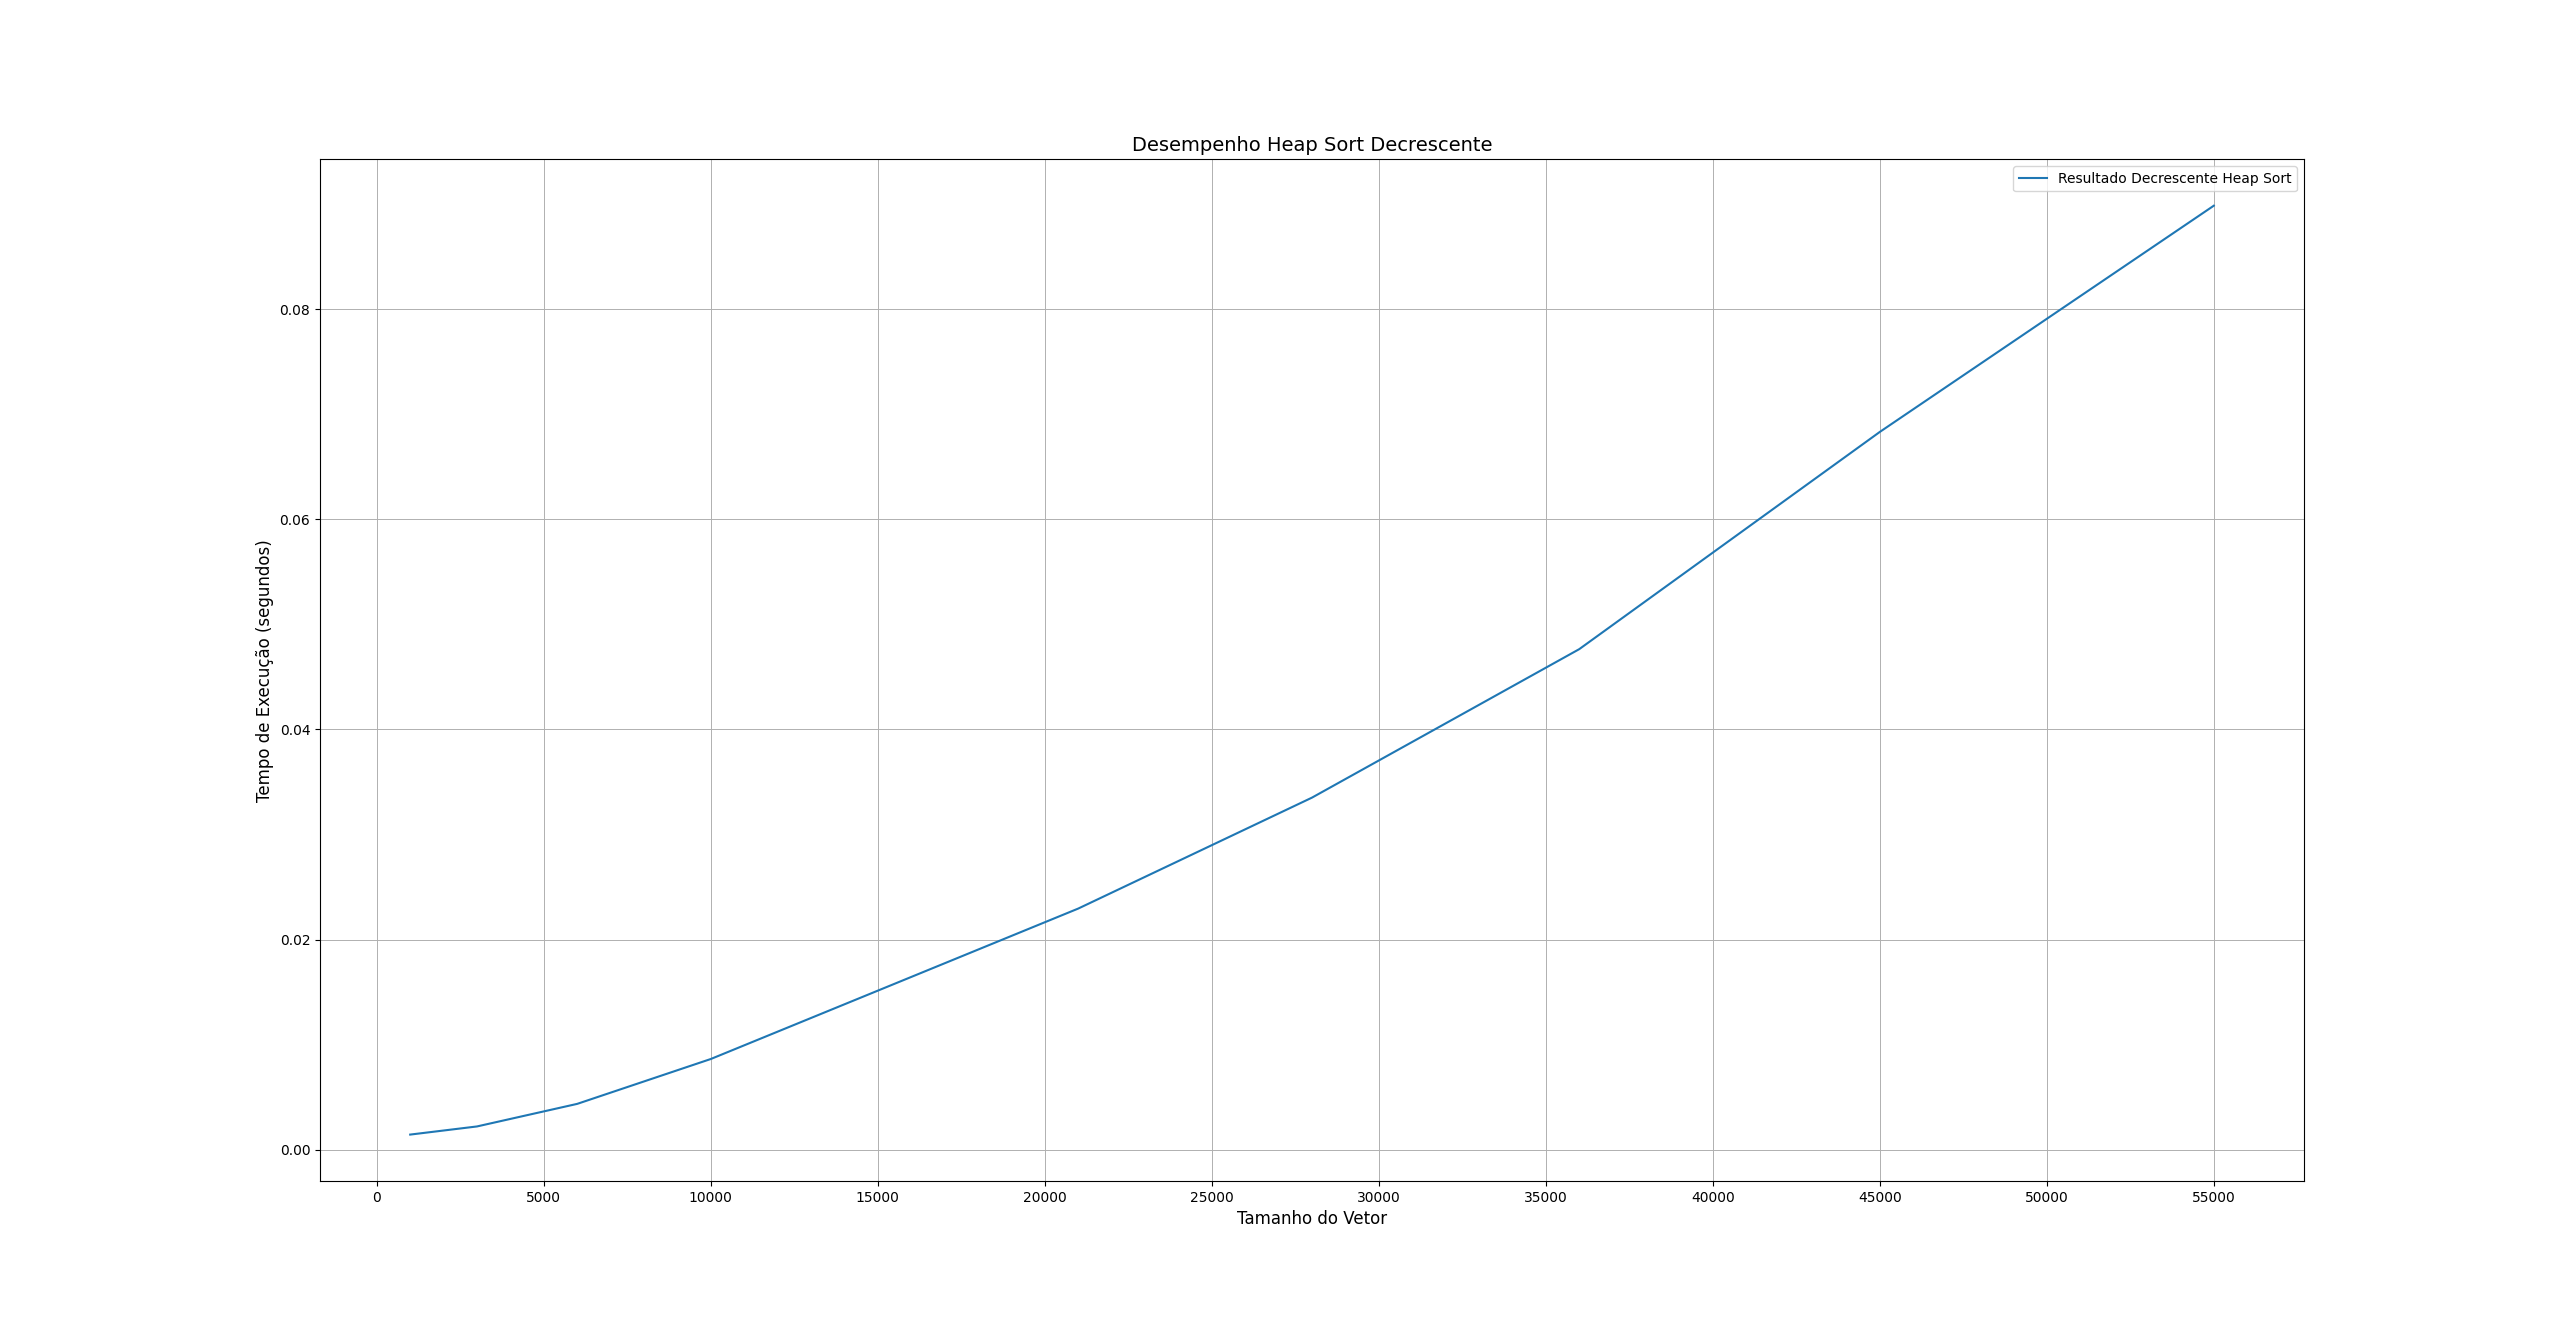 Desempenho Heap Sort Decrescente
Resultado Decrescente Heap Sort
Tempo de Execução (segundos)
0.08
0.06
0.04
0.02
0.00
0 5000 10000 15000 20000 25000 30000 35000 40000 45000 50000 55000
Tamanho do Vetor